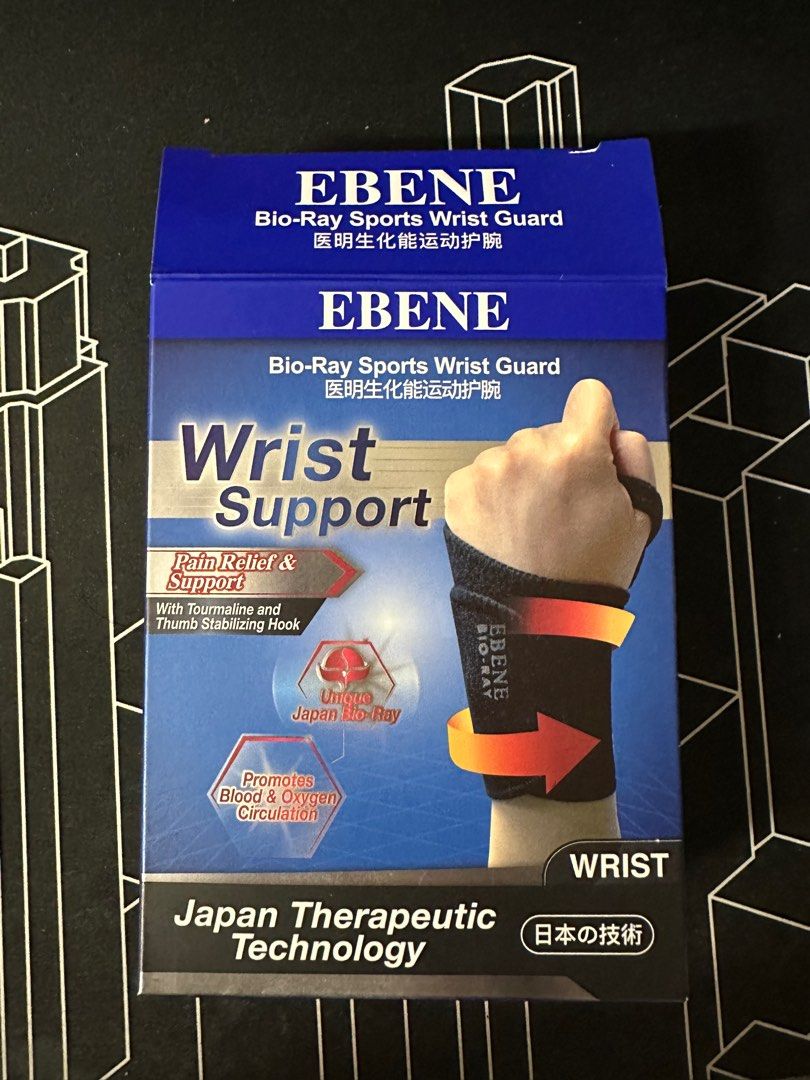 EBENE
Bio-Ray Sports Wrist Guard
医明生化能运动护腕
EBENE
Bio-Ray Sports Wrist Guard
医明生化能运动护腕
Wrist
Support
Pain Relief &
Support
With Tourmaline and
Thumb Stabilizing Hook
EBENE
BIO-RAY
Unique
Japan Bio-Ray
Promotes
Blood & Oxygen
Circulation
WRIST
Japan Therapeutic
Technology
日本の技術